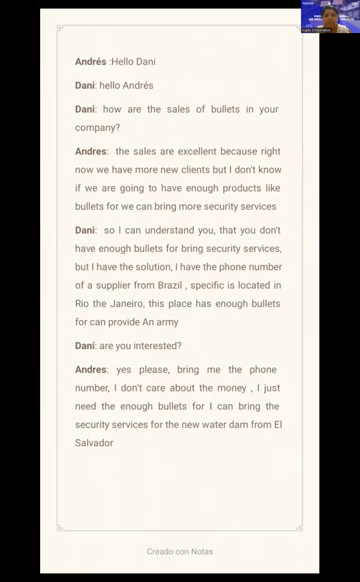 Andrés :Hello Dani
Dani: hello Andrés
Dani: how are the sales of bullets in your
company?
Andres: the sales are excellent because right
now we have more new clients but I don't know
if we are going to have enough products like
bullets for we can bring more security services
Dani: so I can understand you, that you don't
have enough bullets for bring security services,
but I have the solution, I have the phone number
of a supplier from Brazil , specific is located in
Rio the Janeiro, this place has enough bullets
for can provide An army
Dani: are you interested?
Andres: yes please, bring me the phone
number, I don't care about the money , I just
need the enough bullets for I can bring the
security services for the new water dam from El
Salvador
Creado con Notas